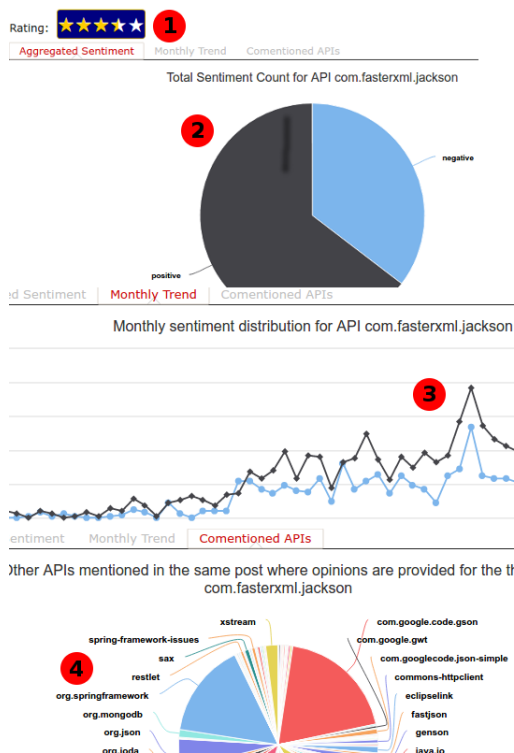 Rating:
1
Aggregated Sentiment Monthly Trend Comentioned APIs
Total Sentiment Count for API com.fasterxml.jackson
2
negative
positive
ed Sentiment Monthly Trend Comentioned APIs
Monthly sentiment distribution for API com.fasterxml.jackson
3
entiment Monthly Trend Comentioned APIs
Other APIs mentioned in the same post where opinions are provided for the th
com.fasterxml.jackson
xstream com.google.code.gson
spring-framework-issues com.google.gwt
sax com.googlecode.json-simple
4
restlet commons-httpclient
org.springframework eclipselink
org.mongodb fastjson
org.json genson
org.joda java.io